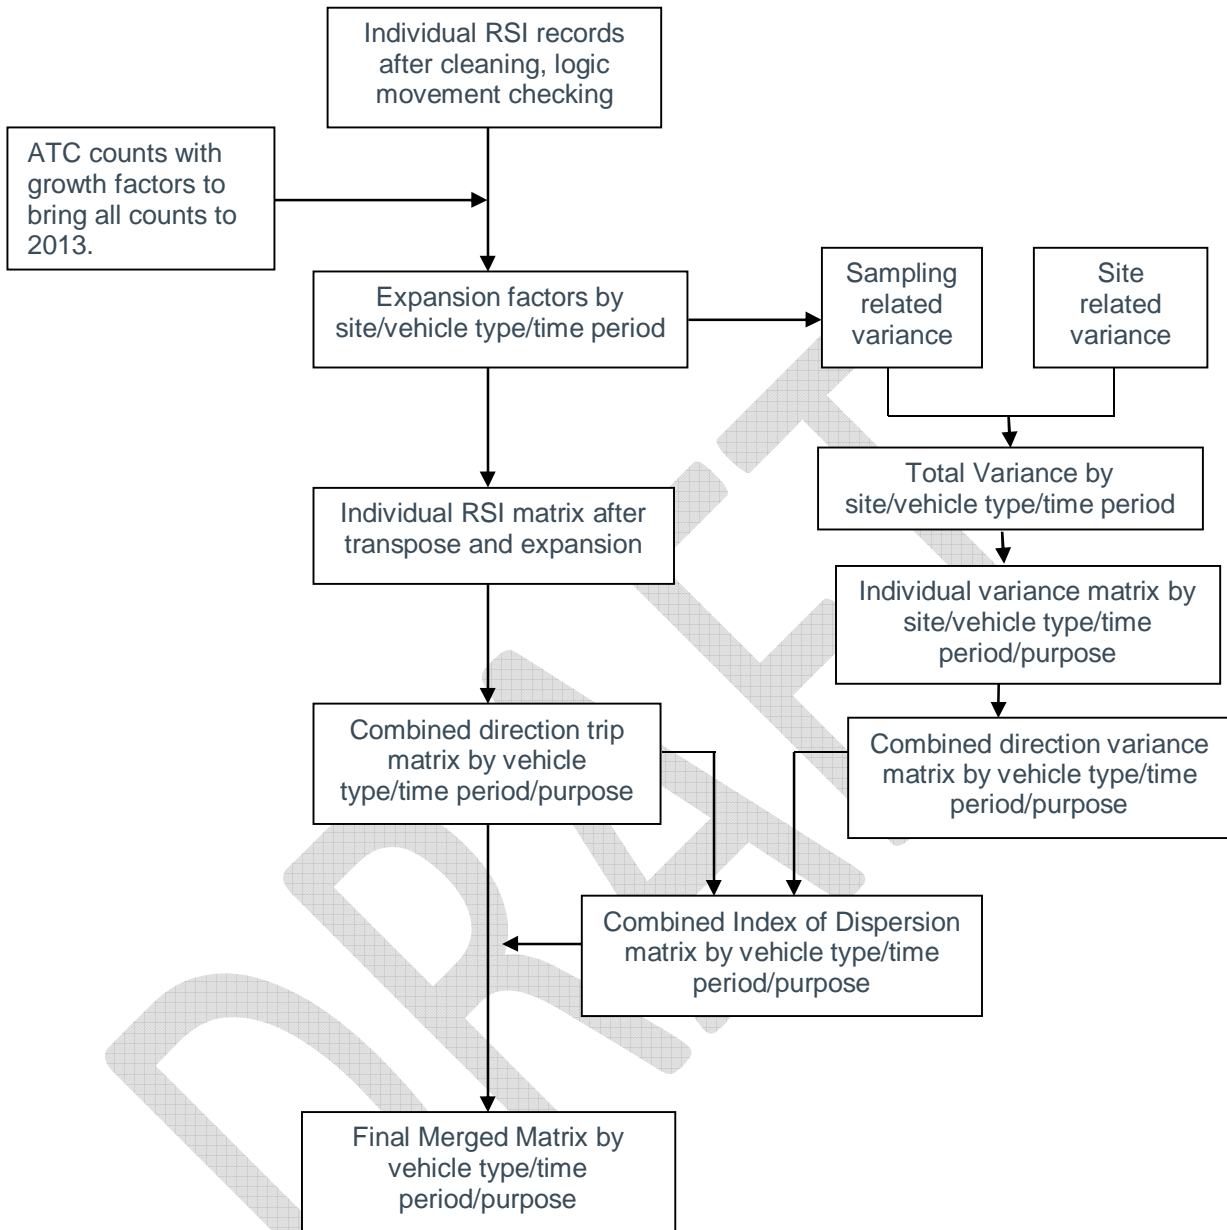 Individual RSI records
after cleaning, logic
movement checking
ATC counts with
growth factors to
bring all counts to
2013.
Expansion factors by
site/vehicle type/time period
Sampling
related
variance
Site
related
variance
Total Variance by
site/vehicle type/time period
Individual RSI matrix after
transpose and expansion
Individual variance matrix by
site/vehicle type/time
period/purpose
Combined direction trip
matrix by vehicle
type/time period/purpose
Combined direction variance
matrix by vehicle type/time
period/purpose
Combined Index of Dispersion
matrix by vehicle type/time
period/purpose
Final Merged Matrix by
vehicle type/time
period/purpose
DRAFT